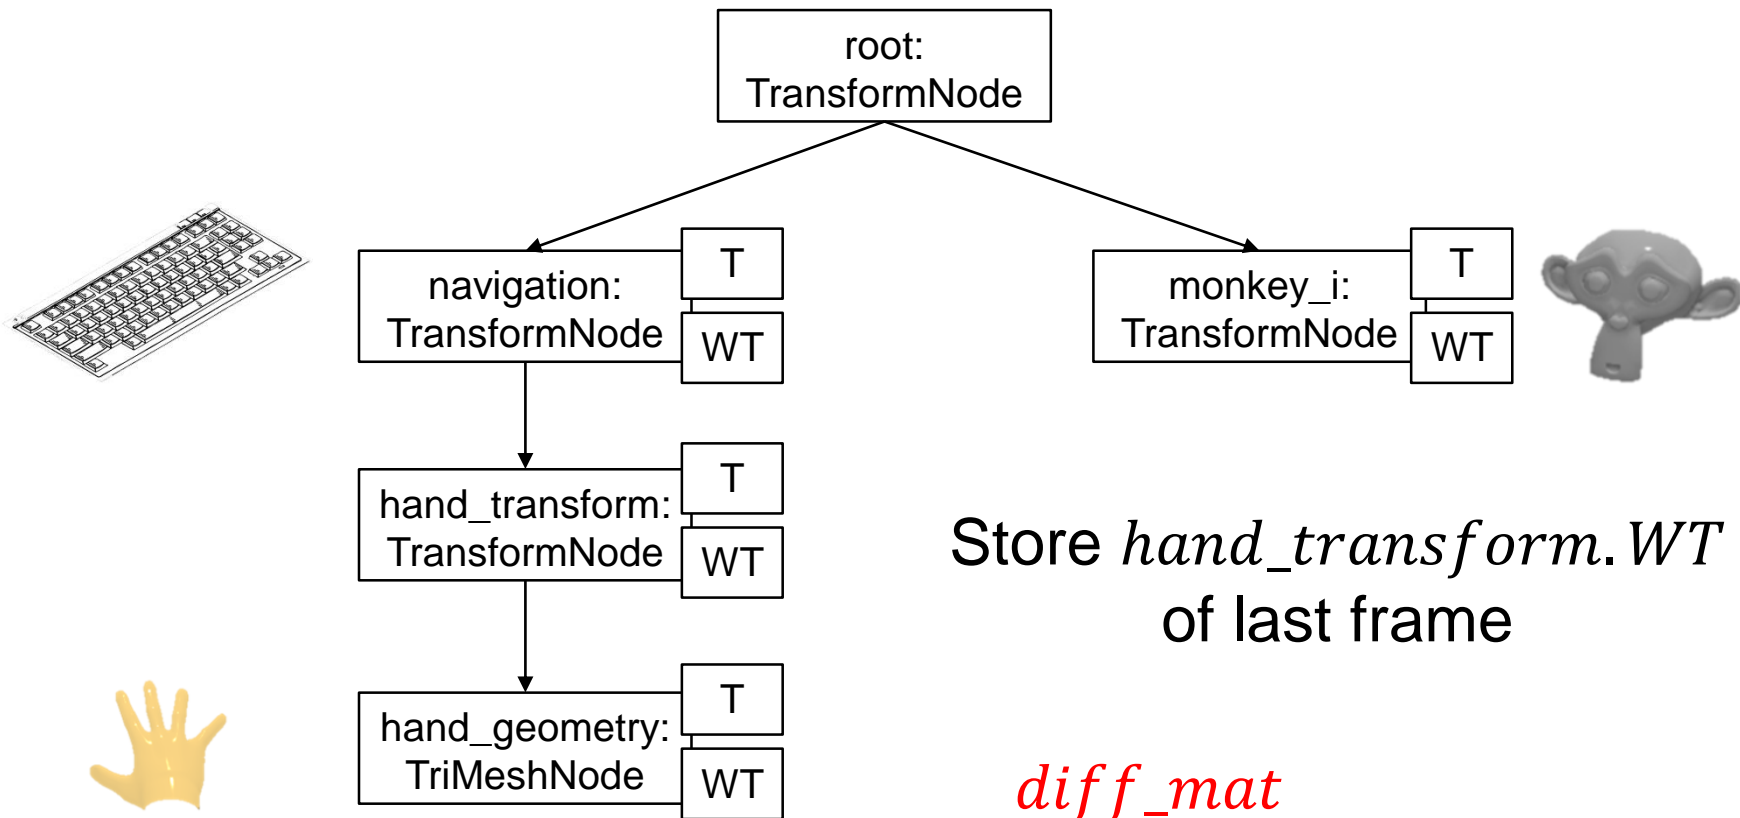 root:
TransformNode
navigation:
TransformNode
T
WT
monkey_i:
TransformNode
T
WT
hand_transform:
TransformNode
T
WT
Store hand_transform.WT
of last frame
hand_geometry:
TriMeshNode
T
WT
diff_mat